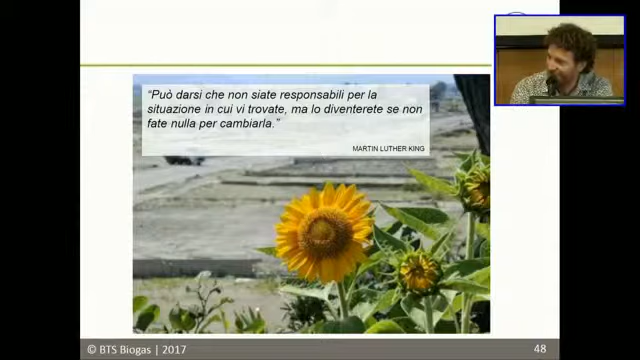 “Può darsi che non siate responsabili per la
situazione in cui vi trovate, ma lo diventerete se non
fate nulla per cambiarla.”
MARTIN LUTHER KING
© BTS Biogas | 2017
48